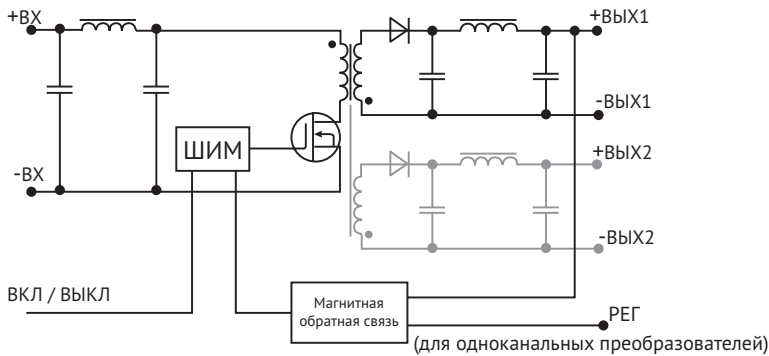 +ВХ
+ВЫХ1
-ВЫХ1
ШИМ
+ВЫХ2
-ВХ
-ВЫХ2
ВКЛ / ВЫКЛ
Магнитная
обратная связь
РЕГ
(для одноканальных преобразователей)